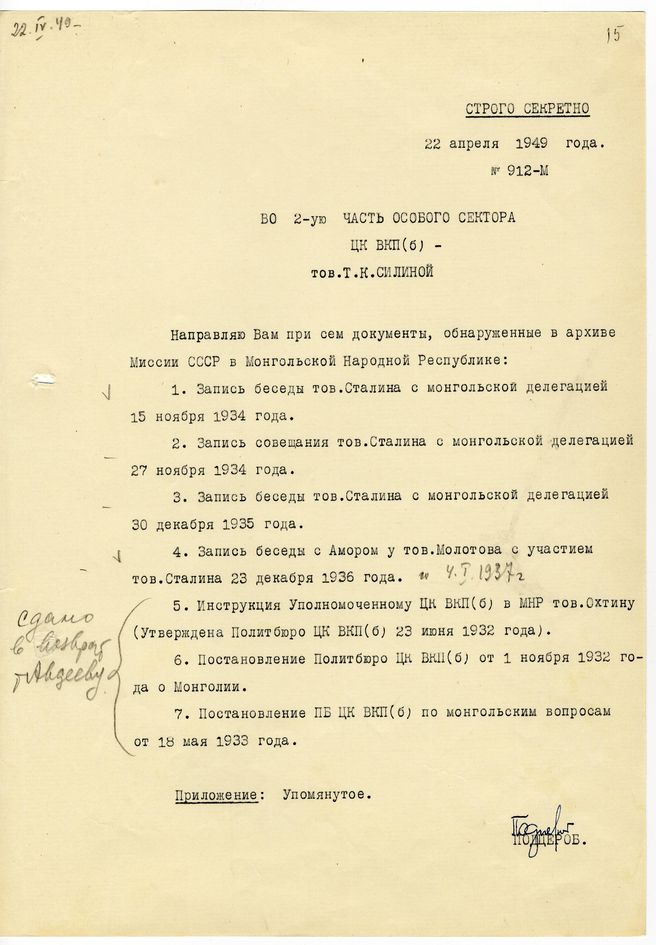 22.IV.49-
15
СТРОГО СЕКРЕТНО
22 апреля 1949 года.
№ 912-М
ВО 2-ую ЧАСТЬ ОСОБОГО СЕКТОРА
ЦК ВКП(б) -
тов.Т.К.СИЛИНОЙ
Направляю Вам при сем документы, обнаруженные в архиве
Миссии СССР в Монгольской Народной Республике:
1. Запись беседы тов.Сталина с монгольской делегацией
15 ноября 1934 года.
2. Запись совещания тов.Сталина с монгольской делегацией
27 ноября 1934 года.
3. Запись беседы тов.Сталина с монгольской делегацией
30 декабря 1935 года.
4. Запись беседы с Амором у тов.Молотова с участием
тов.Сталина 23 декабря 1936 года. и 4.I.1937г
5. Инструкция Уполномоченному ЦК ВКП(б) в МНР тов.Охтину
(Утверждена Политбюро ЦК ВКП(б) 23 июня 1932 года).
6. Постановление Политбюро ЦК ВКП(б) от 1 ноября 1932 го-
да о Монголии.
7. Постановление ПБ ЦК ВКП(б) по монгольским вопросам
от 18 мая 1933 года.
сдано
в возврат
т Авдееву
Приложение: Упомянутое.
Подцероб
ПОДЦЕРОБ.